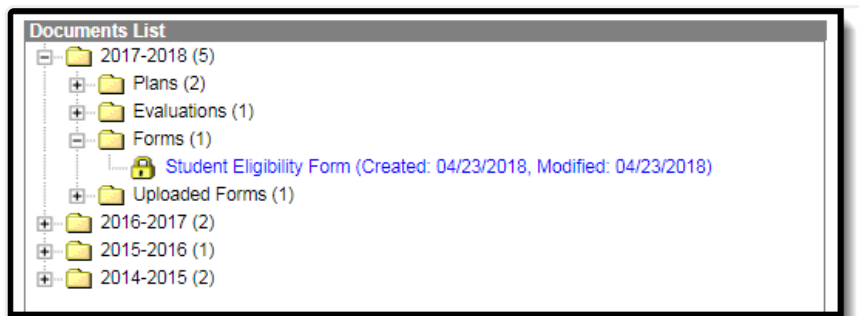 Documents List
2017-2018 (5)
Plans (2)
Evaluations (1)
Forms (1)
Student Eligibility Form (Created: 04/23/2018, Modified: 04/23/2018)
Uploaded Forms (1)
2016-2017 (2)
2015-2016 (1)
2014-2015 (2)